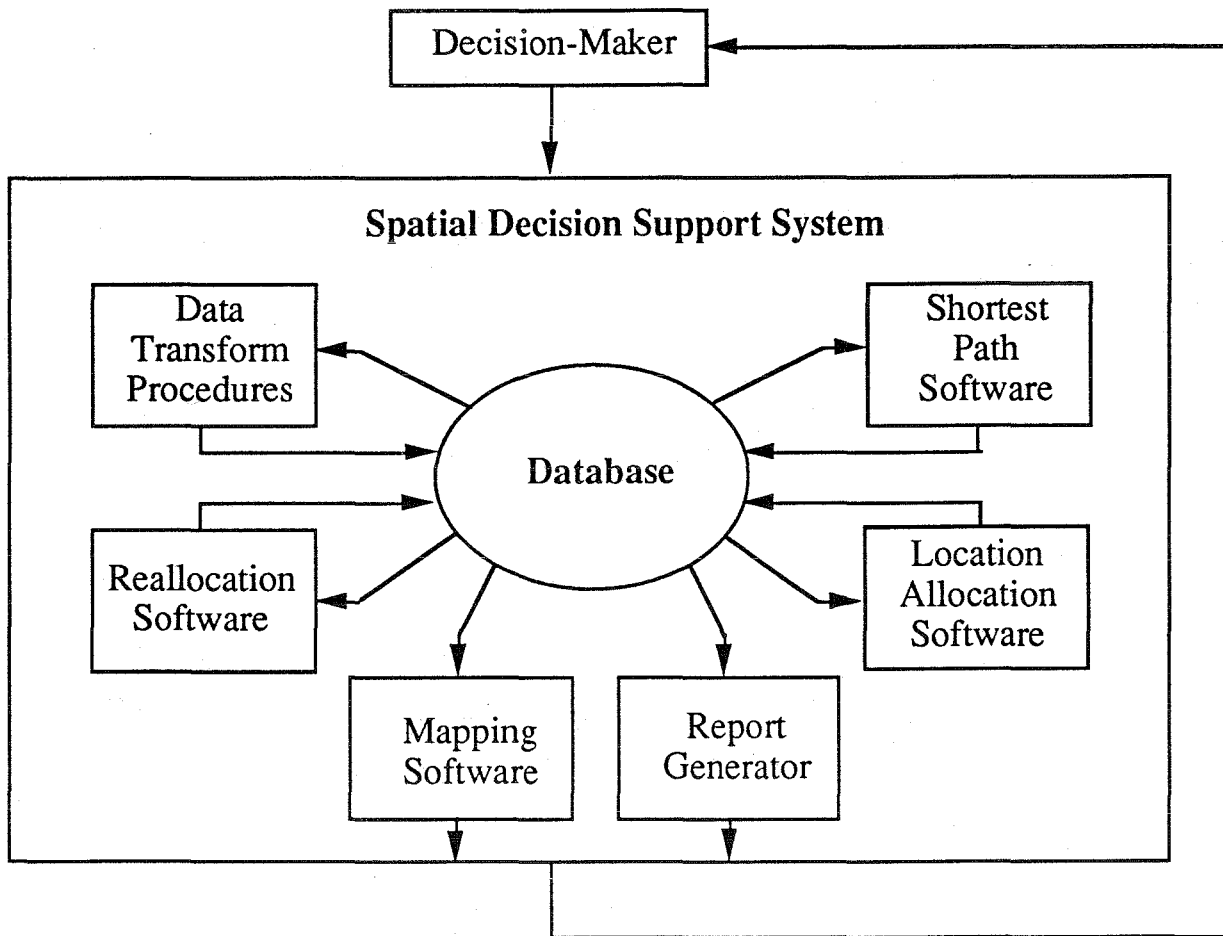 Decision-Maker
Spatial Decision Support System
Data
Transform
Procedures
Shortest
Path
Software
Database
Reallocation
Software
Location
Allocation
Software
Mapping
Software
Report
Generator